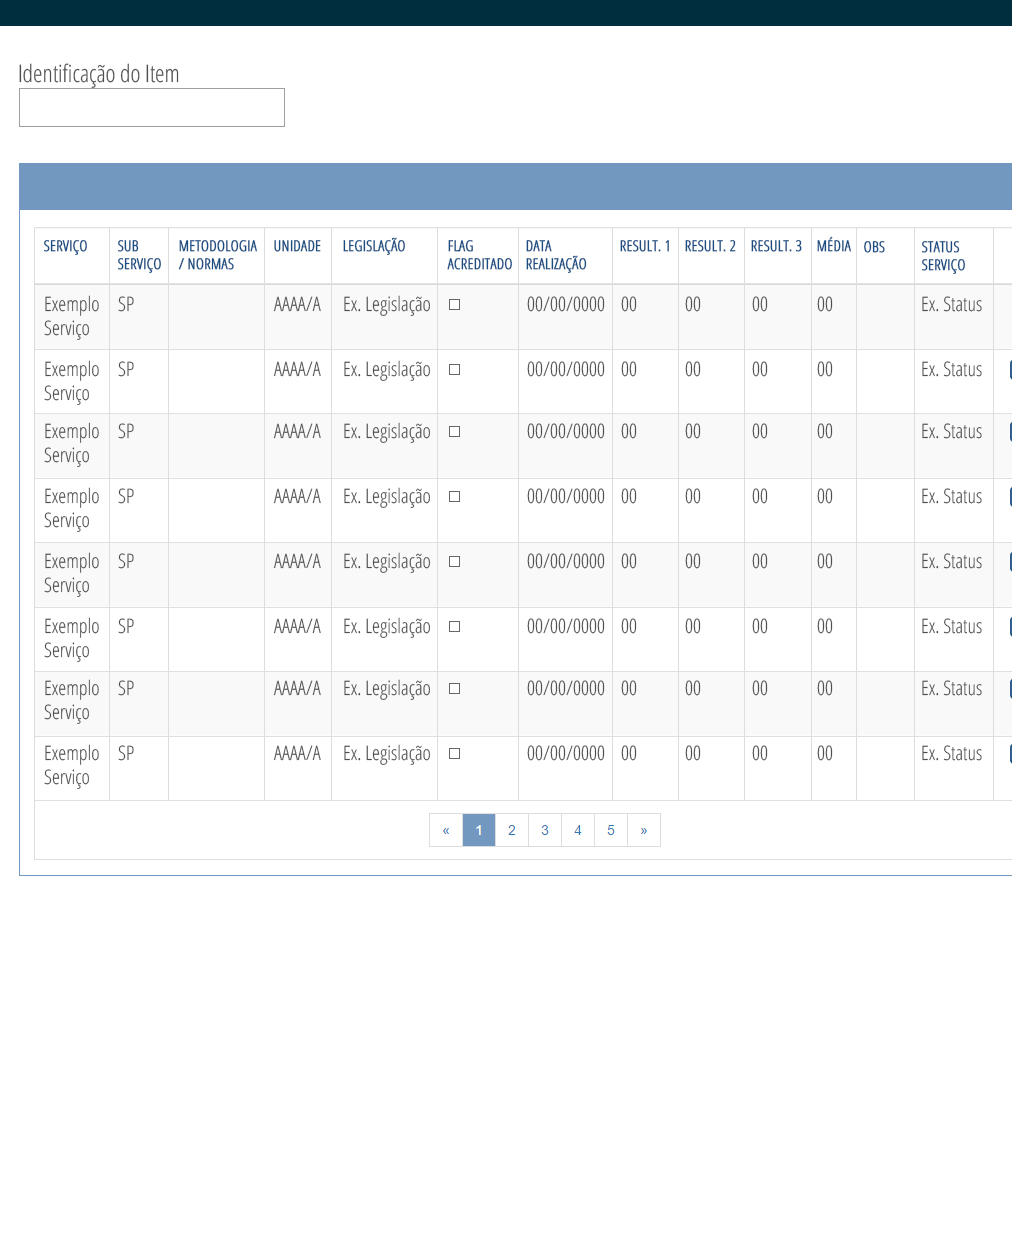 Identificação do Item
SERVIÇO SUB SERVIÇO METODOLOGIA / NORMAS UNIDADE LEGISLAÇÃO FLAG ACREDITADO DATA REALIZAÇÃO RESULT. 1 RESULT. 2 RESULT. 3 MÉDIA OBS STATUS SERVIÇO
Exemplo Serviço SP AAAA/A Ex. Legislação 00/00/0000 00 00 00 00 Ex. Status
Exemplo Serviço SP AAAA/A Ex. Legislação 00/00/0000 00 00 00 00 Ex. Status
Exemplo Serviço SP AAAA/A Ex. Legislação 00/00/0000 00 00 00 00 Ex. Status
Exemplo Serviço SP AAAA/A Ex. Legislação 00/00/0000 00 00 00 00 Ex. Status
Exemplo Serviço SP AAAA/A Ex. Legislação 00/00/0000 00 00 00 00 Ex. Status
Exemplo Serviço SP AAAA/A Ex. Legislação 00/00/0000 00 00 00 00 Ex. Status
Exemplo Serviço SP AAAA/A Ex. Legislação 00/00/0000 00 00 00 00 Ex. Status
Exemplo Serviço SP AAAA/A Ex. Legislação 00/00/0000 00 00 00 00 Ex. Status
« 1 2 3 4 5 »